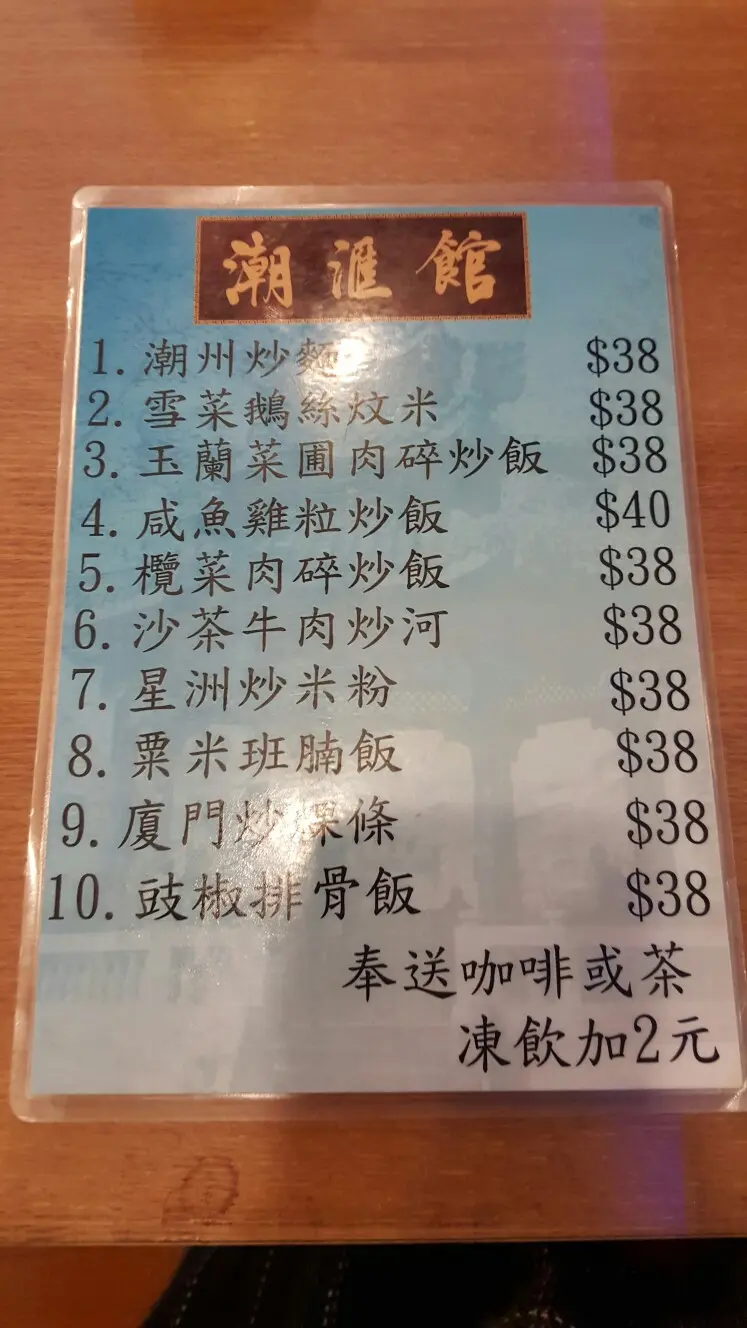 潮滙館
1. 潮州炒麵 $38
2. 雪菜鵝絲炆米 $38
3. 玉蘭菜圃肉碎炒飯 $38
4. 咸魚雞粒炒飯 $40
5. 欖菜肉碎炒飯 $38
6. 沙茶牛肉炒河 $38
7. 星洲炒米粉 $38
8. 粟米班腩飯 $38
9. 廈門炒粿條 $38
10. 豉椒排骨飯 $38
奉送咖啡或茶
凍飲加2元